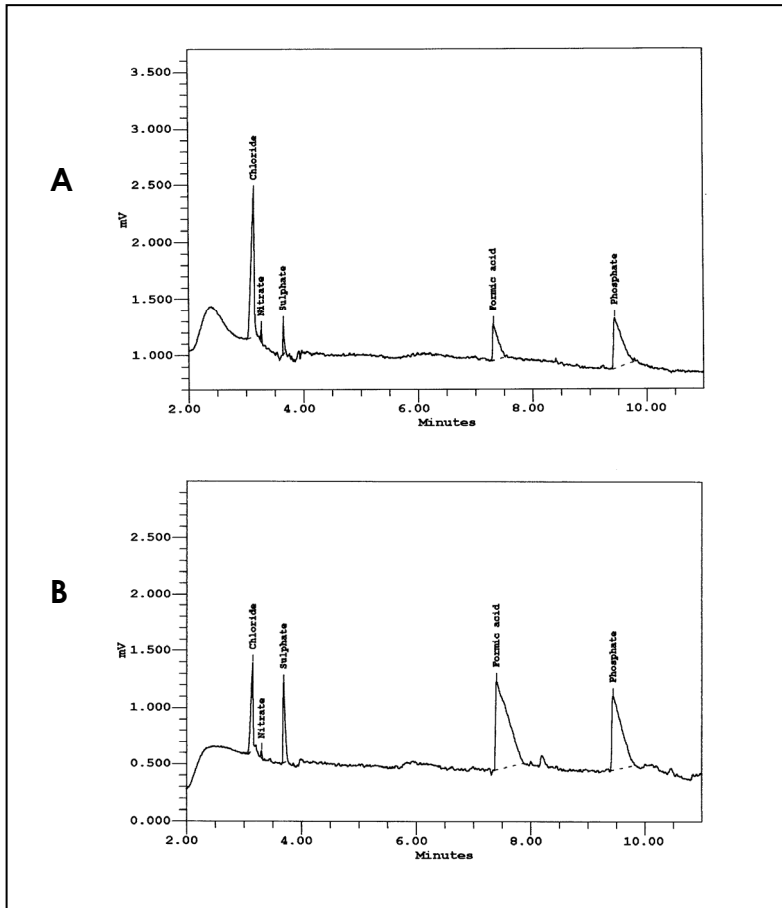 A
3.500
3.000
2.500
2.000
1.500
1.000
mV
Chloride
Nitrate
Sulphate
Formic acid
Phosphate
2.00 4.00 6.00 8.00 10.00
Minutes
B
2.500
2.000
1.500
1.000
0.500
0.000
mV
Chloride
Nitrate
Sulphate
Formic acid
Phosphate
2.00 4.00 6.00 8.00 10.00
Minutes